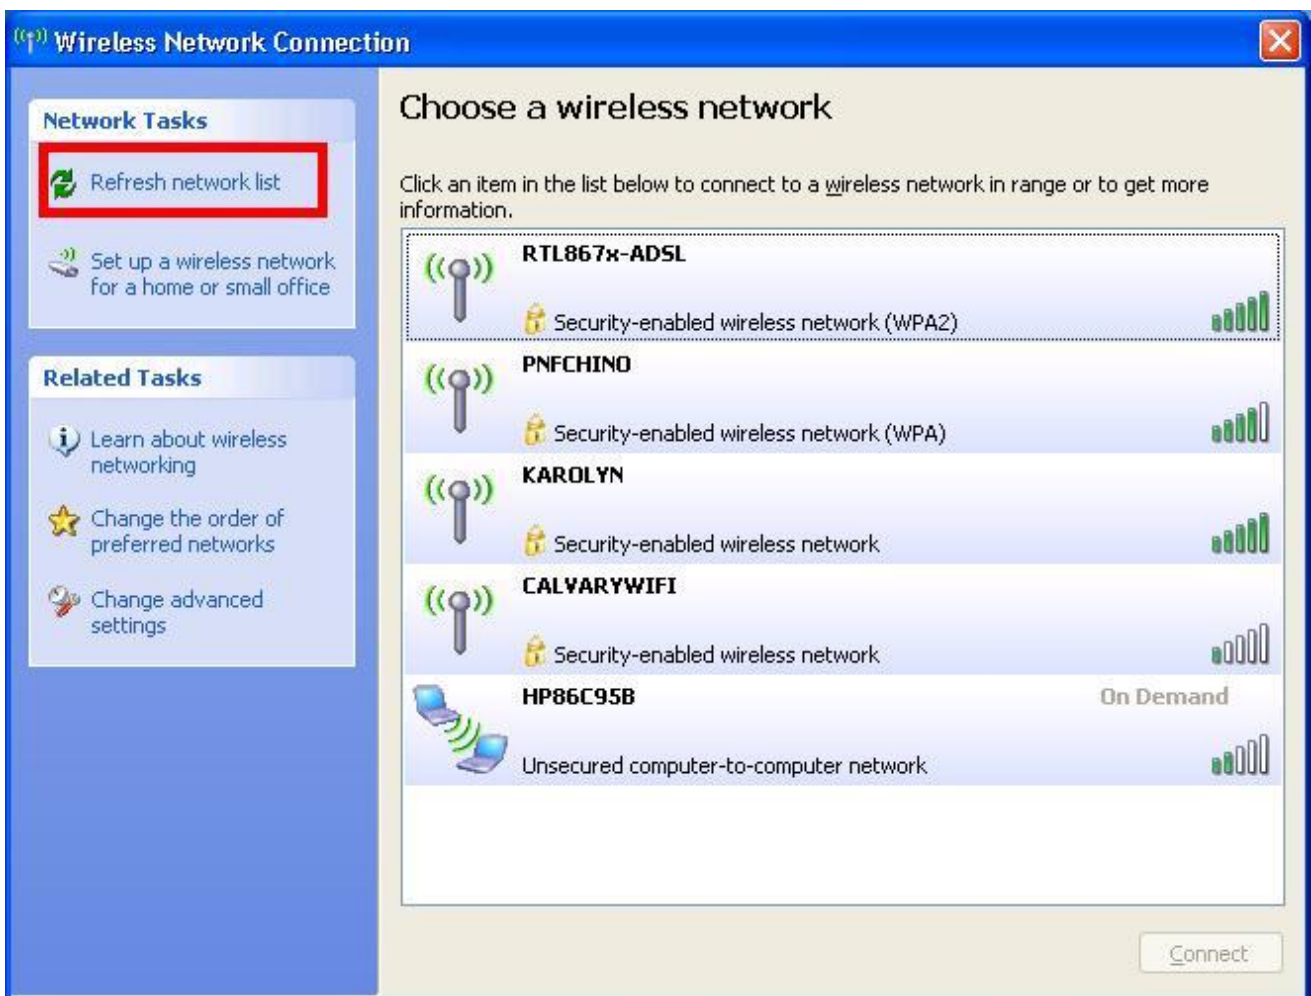 Wireless Network Connection
Network Tasks
Refresh network list
Set up a wireless network
for a home or small office
Related Tasks
Learn about wireless
networking
Change the order of
preferred networks
Change advanced
settings
Choose a wireless network
Click an item in the list below to connect to a wireless network in range or to get more
information.
RTL867x-ADSL
Security-enabled wireless network (WPA2)
PNFCHINO
Security-enabled wireless network (WPA)
KAROLYN
Security-enabled wireless network
CALVARYWIFI
Security-enabled wireless network
HP86C95B
On Demand
Unsecured computer-to-computer network
Connect